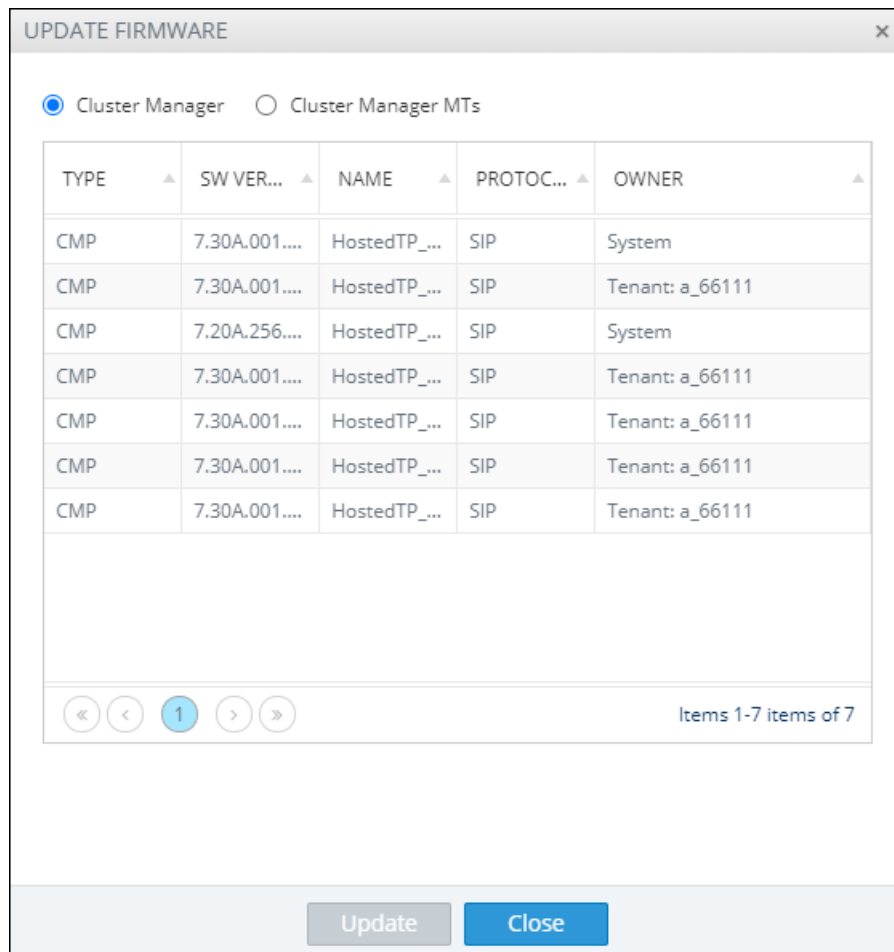 UPDATE FIRMWARE ×
Cluster Manager Cluster Manager MTs
TYPE SW VER... NAME PROTOC... OWNER
CMP 7.30A.001.... HostedTP_... SIP System
CMP 7.30A.001.... HostedTP_... SIP Tenant: a_66111
CMP 7.20A.256.... HostedTP_... SIP System
CMP 7.30A.001.... HostedTP_... SIP Tenant: a_66111
CMP 7.30A.001.... HostedTP_... SIP Tenant: a_66111
CMP 7.30A.001.... HostedTP_... SIP Tenant: a_66111
CMP 7.30A.001.... HostedTP_... SIP Tenant: a_66111
« < 1 > » Items 1-7 items of 7
Update Close